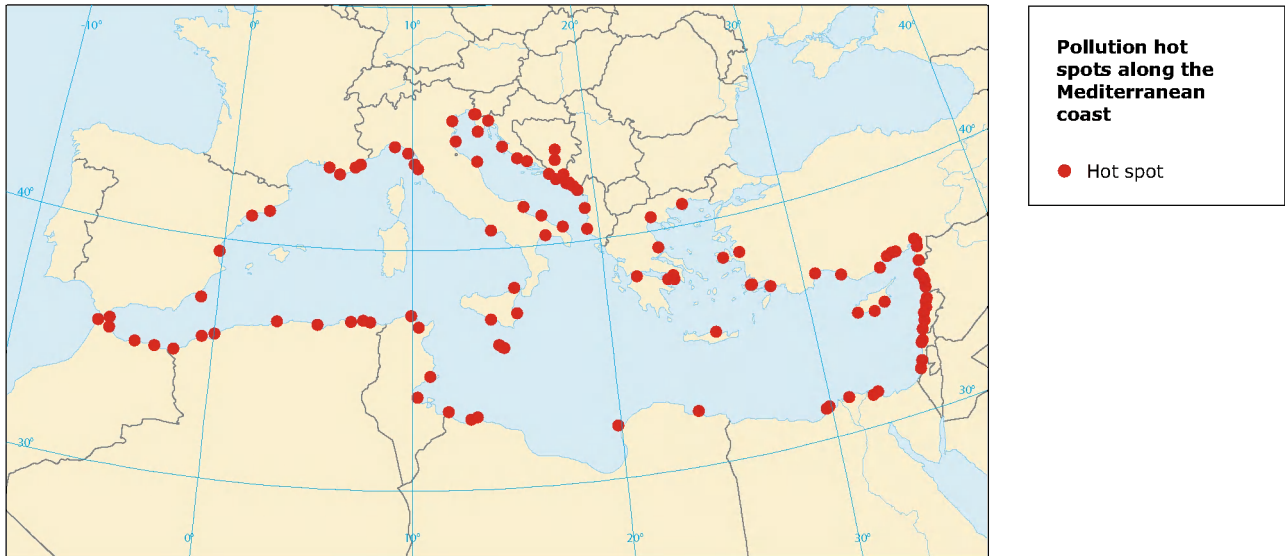 -10° 0° 10° 20° 30° 40°
40° 40°
30° 30°
0° 10° 20° 30°
Pollution hot
spots along the
Mediterranean
coast
Hot spot